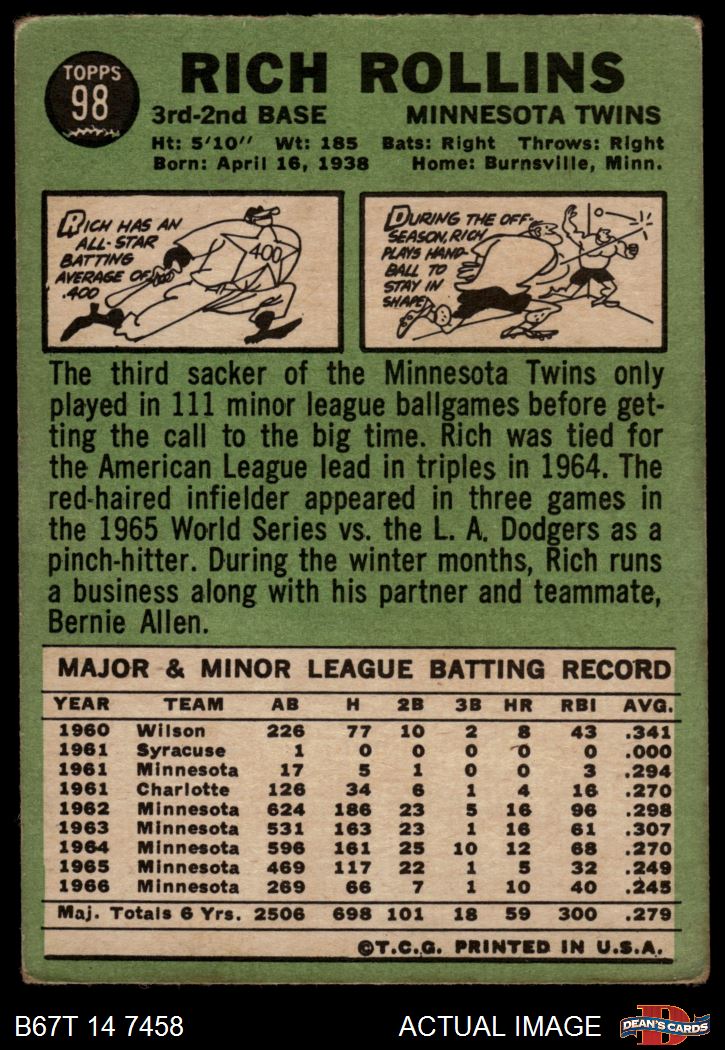 TOPPS
98
RICH ROLLINS
3rd-2nd BASE MINNESOTA TWINS
Ht: 5'10" Wt: 185 Bats: Right Throws: Right
Born: April 16, 1938 Home: Burnsville, Minn.
RICH HAS AN
ALL-STAR
BATTING
AVERAGE OF
.400
400
DURING THE OFF-
SEASON, RICH
PLAYS HAND-
BALL TO
STAY IN
SHAPE
The third sacker of the Minnesota Twins only
played in 111 minor league ballgames before get-
ting the call to the big time. Rich was tied for
the American League lead in triples in 1964. The
red-haired infielder appeared in three games in
the 1965 World Series vs. the L. A. Dodgers as a
pinch-hitter. During the winter months, Rich runs
a business along with his partner and teammate,
Bernie Allen.
MAJOR & MINOR LEAGUE BATTING RECORD
YEAR TEAM AB H 2B 3B HR RBI AVG.
1960 Wilson 226 77 10 2 8 43 .341
1961 Syracuse 1 0 0 0 0 0 .000
1961 Minnesota 17 5 1 0 0 3 .294
1961 Charlotte 126 34 6 1 4 16 .270
1962 Minnesota 624 186 23 5 16 96 .298
1963 Minnesota 531 163 23 1 16 61 .307
1964 Minnesota 596 161 25 10 12 68 .270
1965 Minnesota 469 117 22 1 5 32 .249
1966 Minnesota 269 66 7 1 10 40 .245
Maj. Totals 6 Yrs. 2506 698 101 18 59 300 .279
©T.C.G. PRINTED IN U.S.A.
B67T 14 7458 ACTUAL IMAGE DEAN'S CARDS